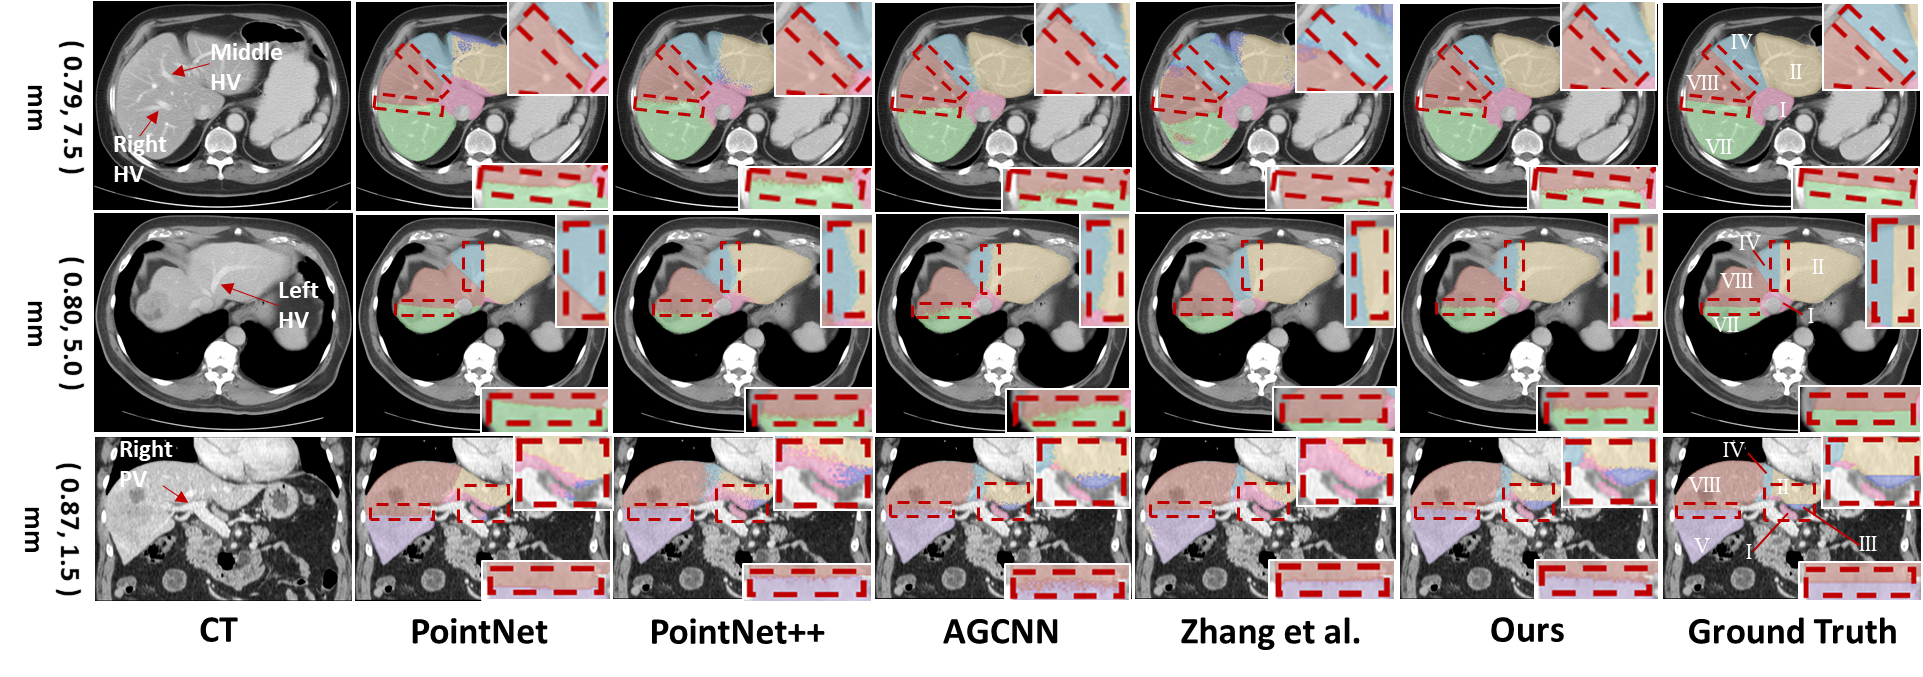 ( 0.79, 7.5 )
mm
Middle
HV
Right
HV
IV
II
VIII
I
VII
( 0.80, 5.0 )
mm
Left
HV
IV
II
VIII
I
VII
( 0.87, 1.5 )
mm
Right
PV
IV
VIII
II
V
I
III
CT
PointNet
PointNet++
AGCNN
Zhang et al.
Ours
Ground Truth